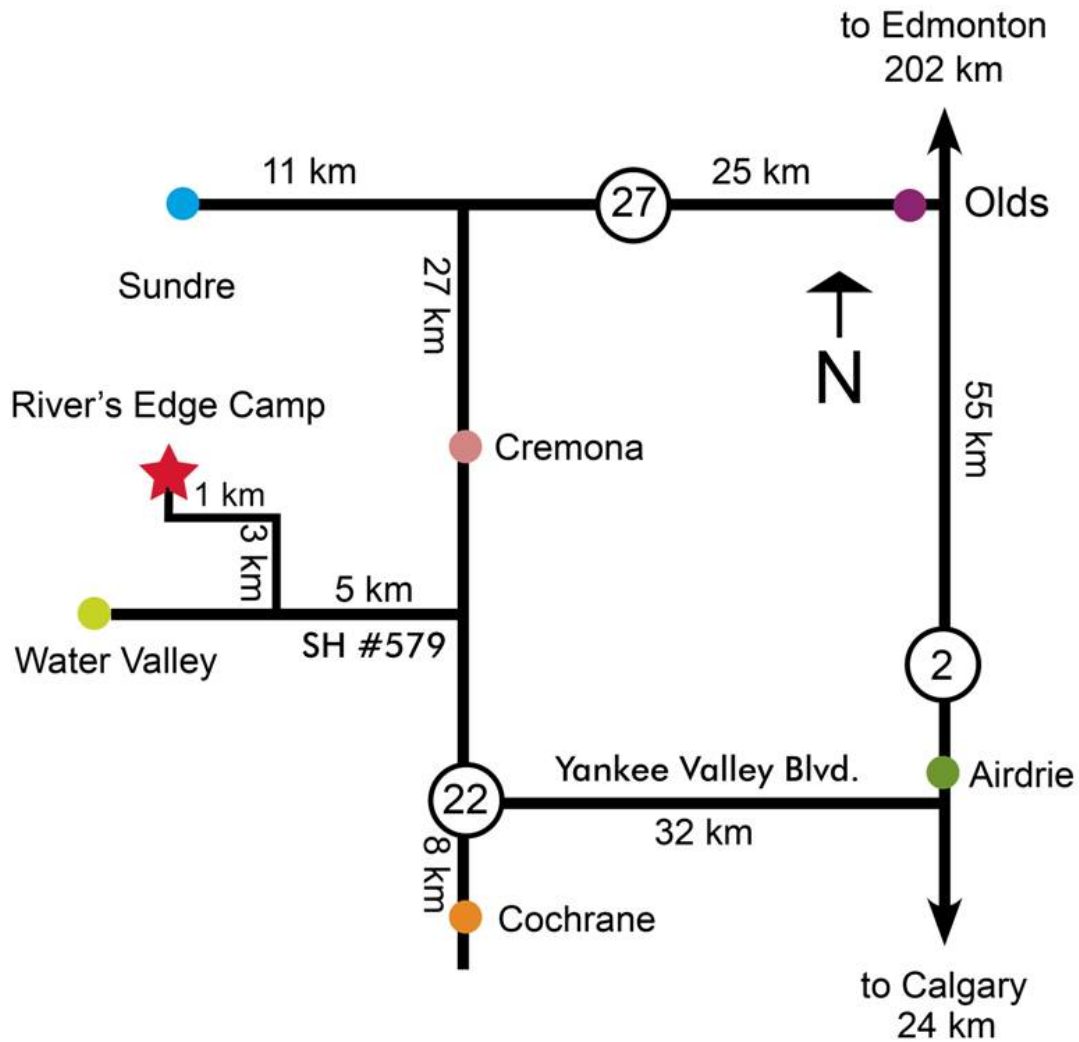 to Edmonton
202 km
11 km
27
25 km
Olds
Sundre
27 km
N
River's Edge Camp
55 km
Cremona
1 km
3 km
5 km
SH #579
Water Valley
2
Yankee Valley Blvd.
Airdrie
22
32 km
8 km
Cochrane
to Calgary
24 km